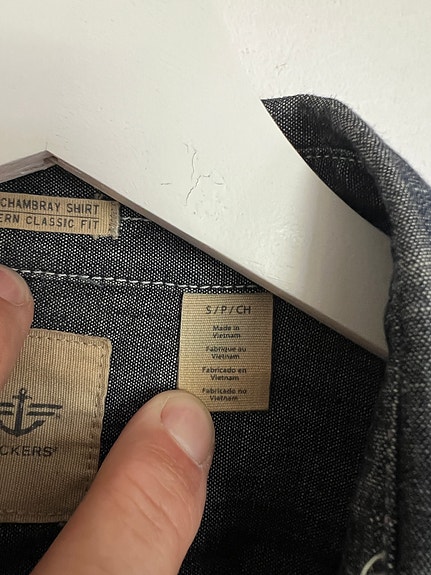 CHAMBRAY SHIRT
ERN CLASSIC FIT
S/P/CH
Made in
Vietnam
Fabriqué au
Vietnam
Fabricado en
Vietnam
Fabricado no
Vietnam
CKERS®